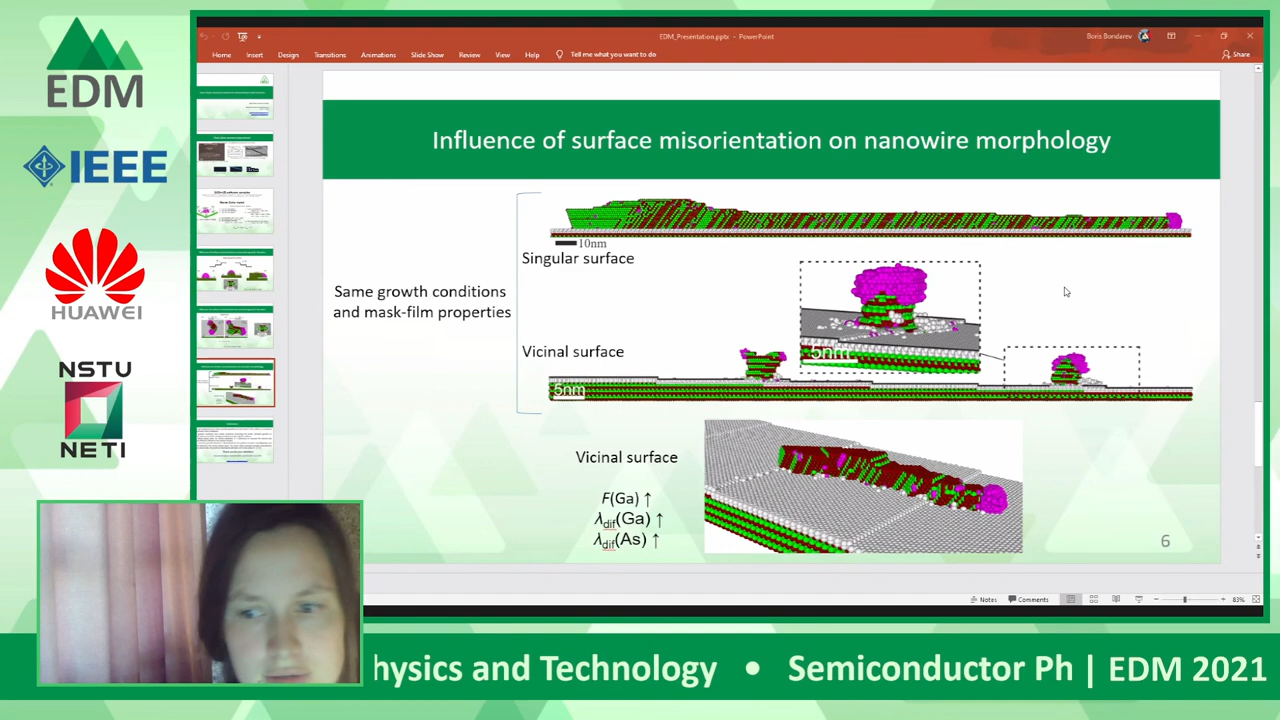 EDM
IEEE
HUAWEI
NSTU
NETI
EDM_Presentation.pptx - PowerPoint
Boris Bondarev
Home Insert Design Transitions Animations Slide Show Review View Help Tell me what you want to do
Share
Influence of surface misorientation on nanowire morphology
10nm
Singular surface
Same growth conditions
and mask-film properties
5nm
Vicinal surface
5nm
Vicinal surface
F(Ga) ↑
λdif(Ga) ↑
λdif(As) ↑
6
Notes Comments 83%
hysics and Technology • Semiconductor Ph | EDM 2021